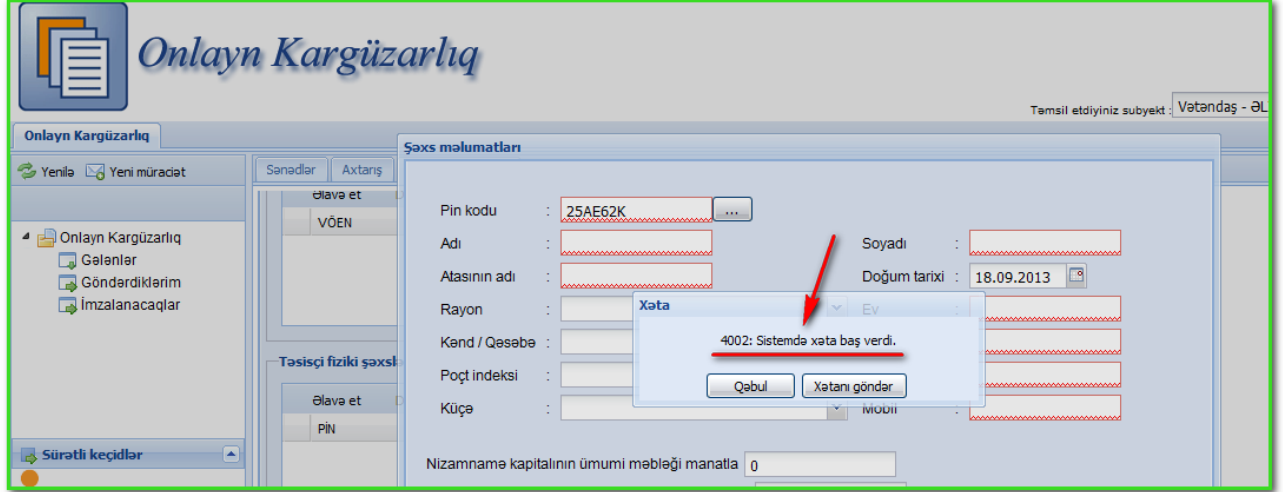 Onlayn Kargüzarlıq
Təmsil etdiyiniz subyekt : Vətəndaş - ƏL
Onlayn Kargüzarlıq
Şəxs məlumatları
Yenilə Yeni müraciət
Sənədlər Axtarış
Əlavə et
VÖEN
Pin kodu : 25AE62K ...
Onlayn Kargüzarlıq
Adı : Soyadı :
Gələnlər
Atasının adı : Doğum tarixi : 18.09.2013
Göndərdiklərim
İmzalanacaqlar
Rayon : Ev :
Xəta
4002: Sistemdə xəta baş verdi.
Kənd / Qəsəbə :
Təsisçi fiziki şəxslə
Poçt indeksi :
Qəbul Xətanı göndər
Əlavə et
Küçə : Mobil :
PİN
Sürətli keçidlər
Nizamnamə kapitalının ümumi məbləği manatla 0